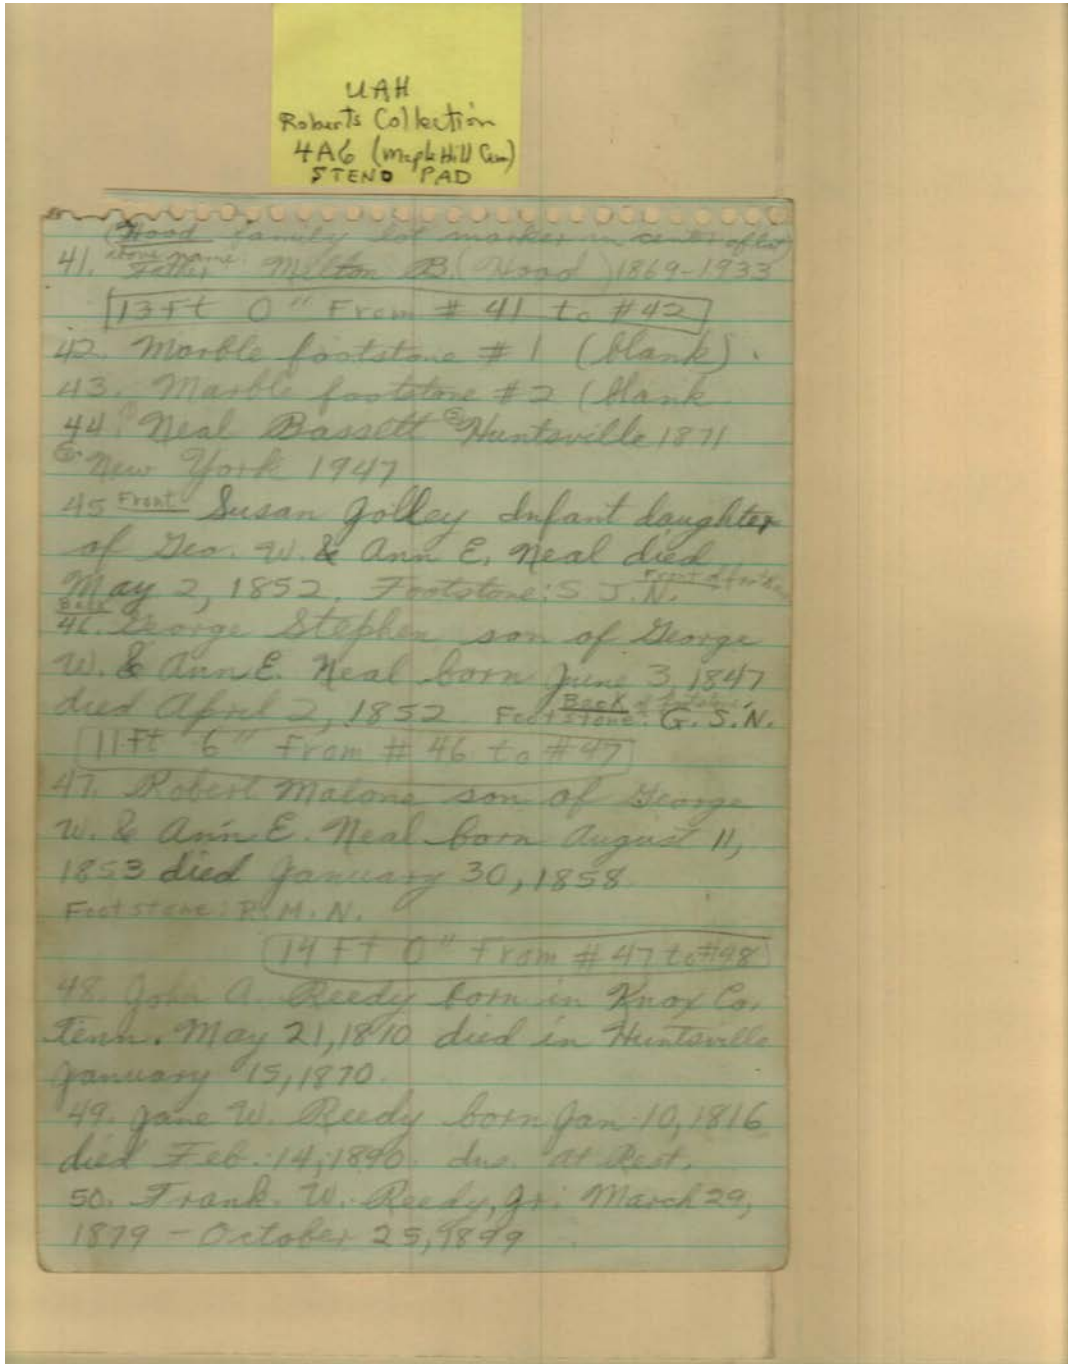 UAH
Roberts Collection
4A6 (Maple Hill Cem)
STENO PAD
(Hood family lot marker in center of lot)
above name:
41. Father Milton B. (Hood) 1869-1933
13 Ft 0" From # 41 to #42
42. Marble footstone # 1 (blank).
43. Marble footstone # 2 (blank
44. Neal Bassett Huntsville 1871
New York 1947
45 Front Susan Jolley Infant daughter
of Geo. W. & Ann E. Neal died
May 2, 1852. Footstone: S. J. N.
Back
46. George Stephen son of George
W. & Ann E. Neal born June 3, 1847
died April 2, 1852 Footstone: Back G. S. N.
11 Ft 6" From # 46 to #47
47. Robert Malone son of George
W. & Ann E. Neal born August 11,
1853 died January 30, 1858
Footstone: R. M. N.
14 Ft 0" From # 47 to #48
48. John A. Reedy born in Knox Co.
Tenn. May 21, 1810 died in Huntsville
January 15, 1870.
49. Jane W. Reedy born Jan 10, 1816
died Feb. 14, 1890. At Rest.
50. Frank. W. Reedy, Jr. March 29,
1879 - October 25, 1899